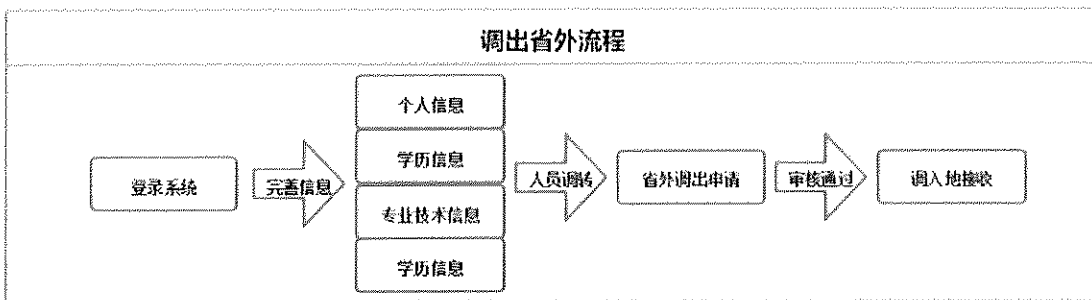 调出省外流程
登录系统
完善信息
个人信息
学历信息
专业技术信息
学历信息
人员调转
省外调出申请
审核通过
调入地接收